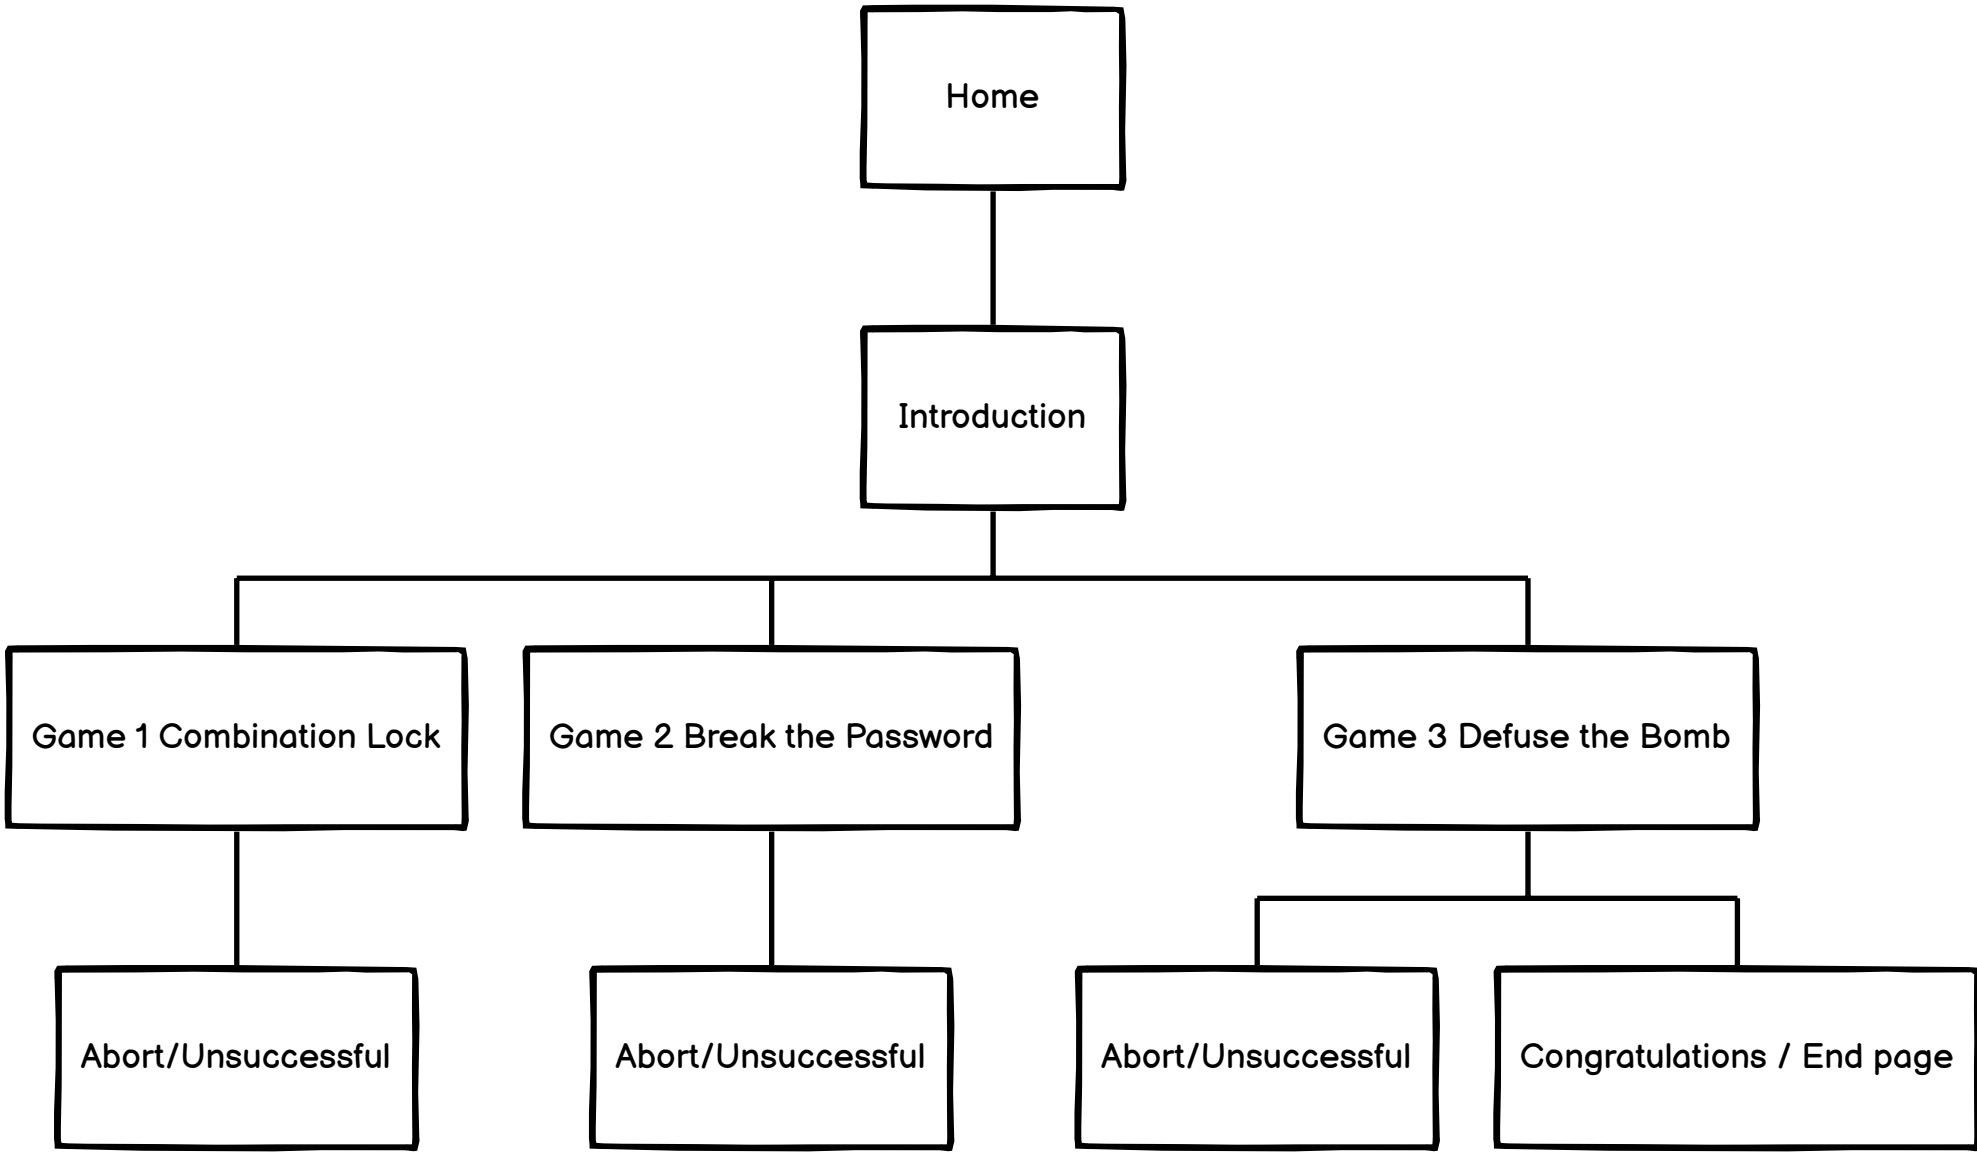 Home
Introduction
Game 1 Combination Lock
Game 2 Break the Password
Game 3 Defuse the Bomb
Abort/Unsuccessful
Abort/Unsuccessful
Abort/Unsuccessful
Congratulations / End page